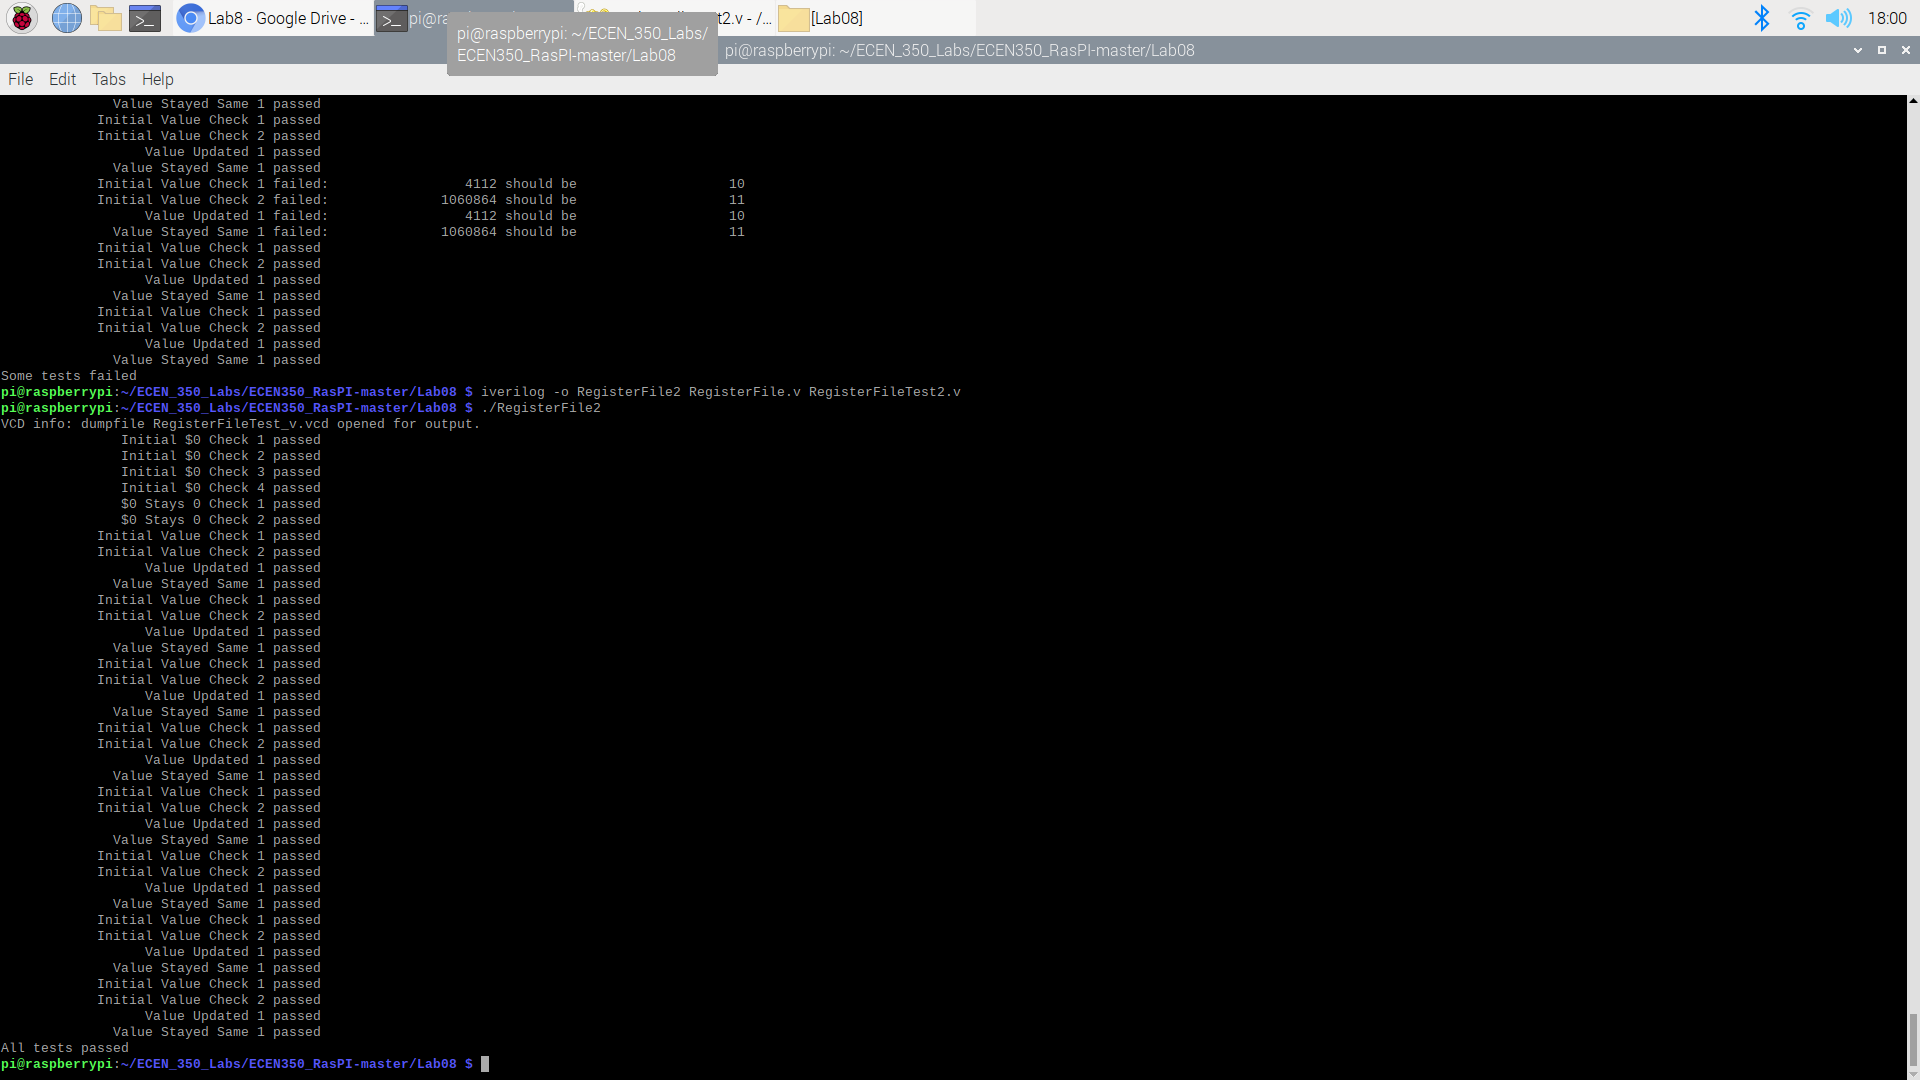 Lab8 - Google Drive - ...
pi@ra
t2.v - /...
[Lab08]
18:00
pi@raspberrypi: ~/ECEN_350_Labs/
ECEN350_RasPI-master/Lab08
pi@raspberrypi: ~/ECEN_350_Labs/ECEN350_RasPI-master/Lab08
File Edit Tabs Help
Value Stayed Same 1 passed
Initial Value Check 1 passed
Initial Value Check 2 passed
Value Updated 1 passed
Value Stayed Same 1 passed
Initial Value Check 1 failed: 4112 should be 10
Initial Value Check 2 failed: 1060864 should be 11
Value Updated 1 failed: 4112 should be 10
Value Stayed Same 1 failed: 1060864 should be 11
Initial Value Check 1 passed
Initial Value Check 2 passed
Value Updated 1 passed
Value Stayed Same 1 passed
Initial Value Check 1 passed
Initial Value Check 2 passed
Value Updated 1 passed
Value Stayed Same 1 passed
Some tests failed
pi@raspberrypi:~/ECEN_350_Labs/ECEN350_RasPI-master/Lab08 $ iverilog -o RegisterFile2 RegisterFile.v RegisterFileTest2.v
pi@raspberrypi:~/ECEN_350_Labs/ECEN350_RasPI-master/Lab08 $ ./RegisterFile2
VCD info: dumpfile RegisterFileTest_v.vcd opened for output.
Initial $0 Check 1 passed
Initial $0 Check 2 passed
Initial $0 Check 3 passed
Initial $0 Check 4 passed
$0 Stays 0 Check 1 passed
$0 Stays 0 Check 2 passed
Initial Value Check 1 passed
Initial Value Check 2 passed
Value Updated 1 passed
Value Stayed Same 1 passed
Initial Value Check 1 passed
Initial Value Check 2 passed
Value Updated 1 passed
Value Stayed Same 1 passed
Initial Value Check 1 passed
Initial Value Check 2 passed
Value Updated 1 passed
Value Stayed Same 1 passed
Initial Value Check 1 passed
Initial Value Check 2 passed
Value Updated 1 passed
Value Stayed Same 1 passed
Initial Value Check 1 passed
Initial Value Check 2 passed
Value Updated 1 passed
Value Stayed Same 1 passed
Initial Value Check 1 passed
Initial Value Check 2 passed
Value Updated 1 passed
Value Stayed Same 1 passed
Initial Value Check 1 passed
Initial Value Check 2 passed
Value Updated 1 passed
Value Stayed Same 1 passed
Initial Value Check 1 passed
Initial Value Check 2 passed
Value Updated 1 passed
Value Stayed Same 1 passed
All tests passed
pi@raspberrypi:~/ECEN_350_Labs/ECEN350_RasPI-master/Lab08 $